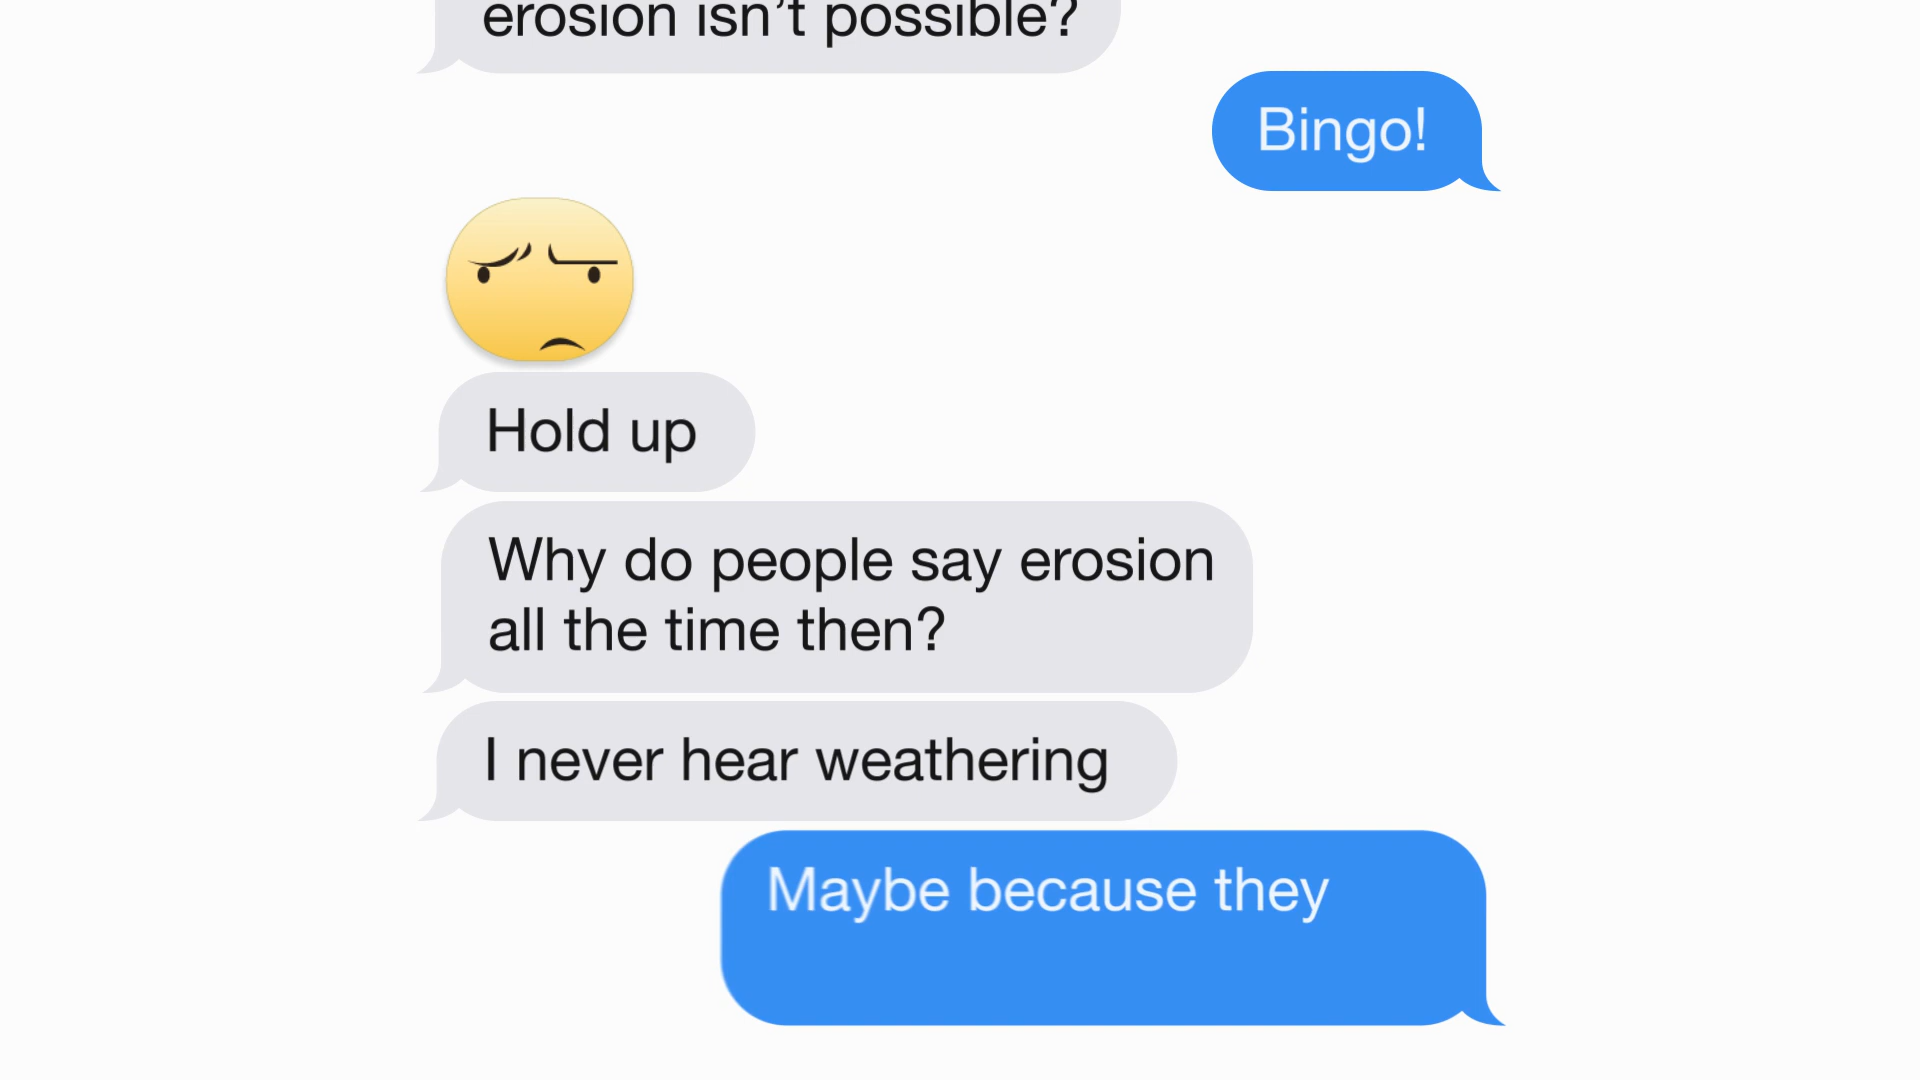 erosion isn’t possible?
Bingo!
Hold up
Why do people say erosion
all the time then?
I never hear weathering
Maybe because they